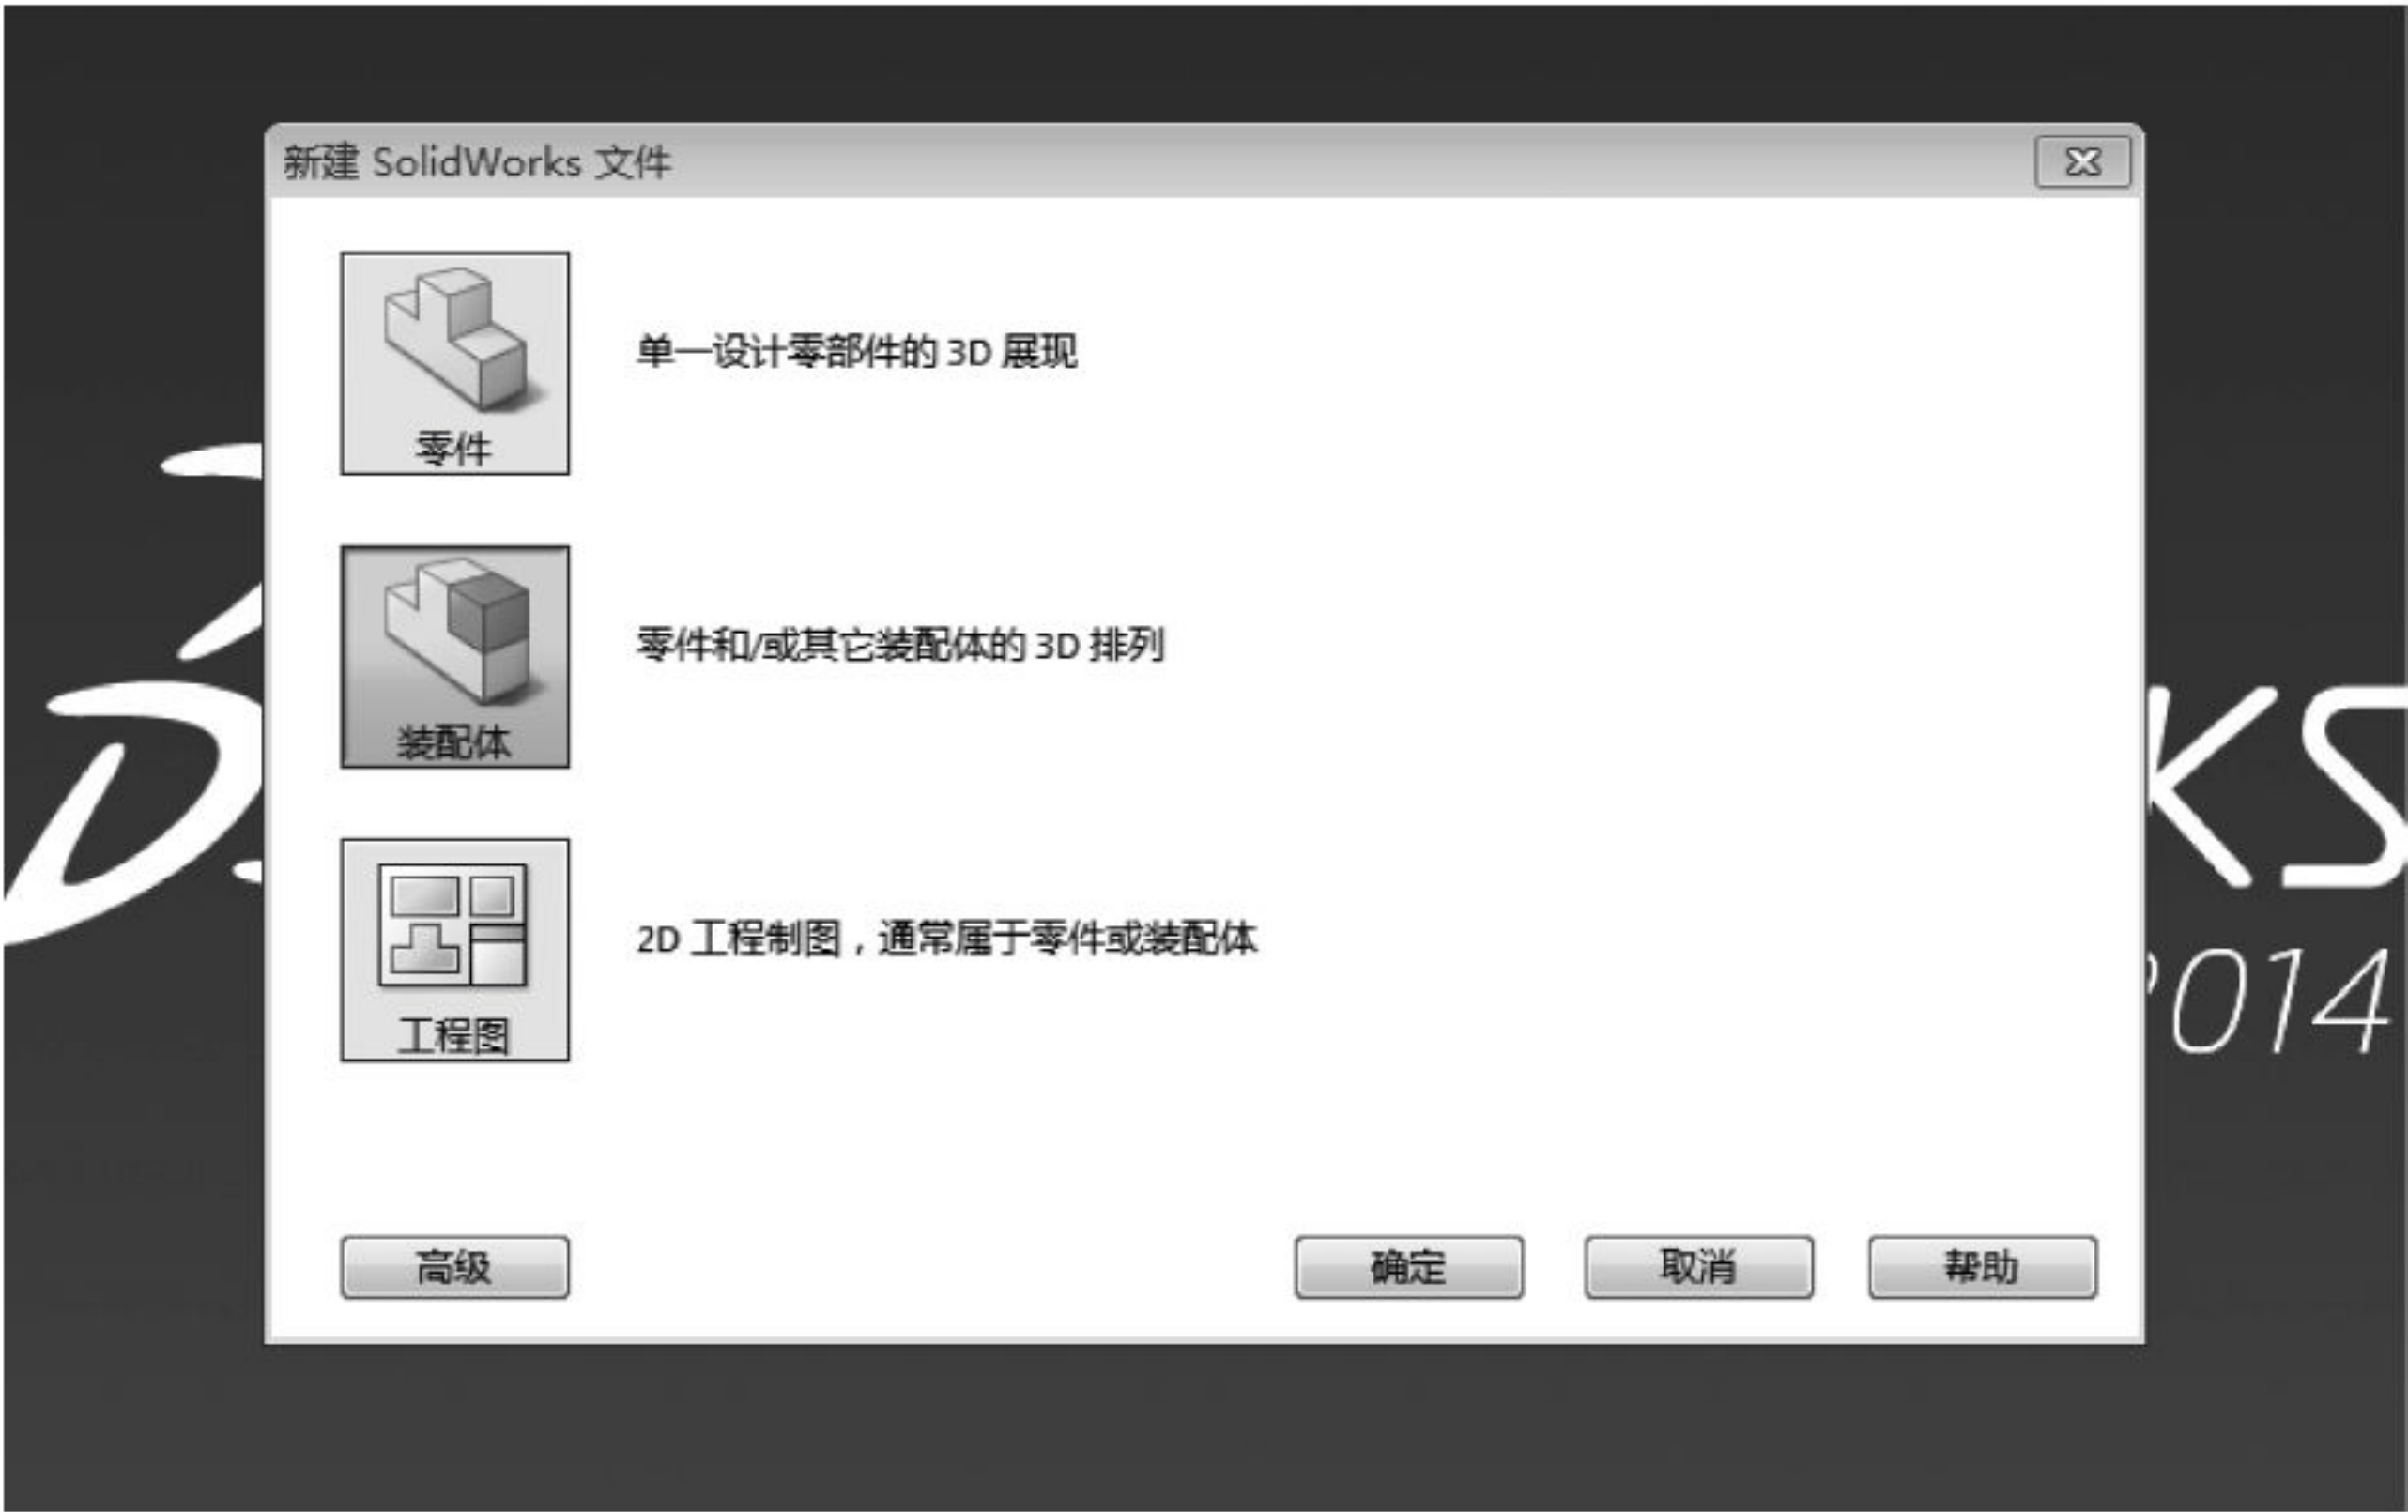 新建 SolidWorks 文件
单一设计零部件的 3D 展现
零件
零件和/或其它装配体的 3D 排列
装配体
KS
2D 工程制图，通常属于零件或装配体
2014
工程图
高级 确定 取消 帮助